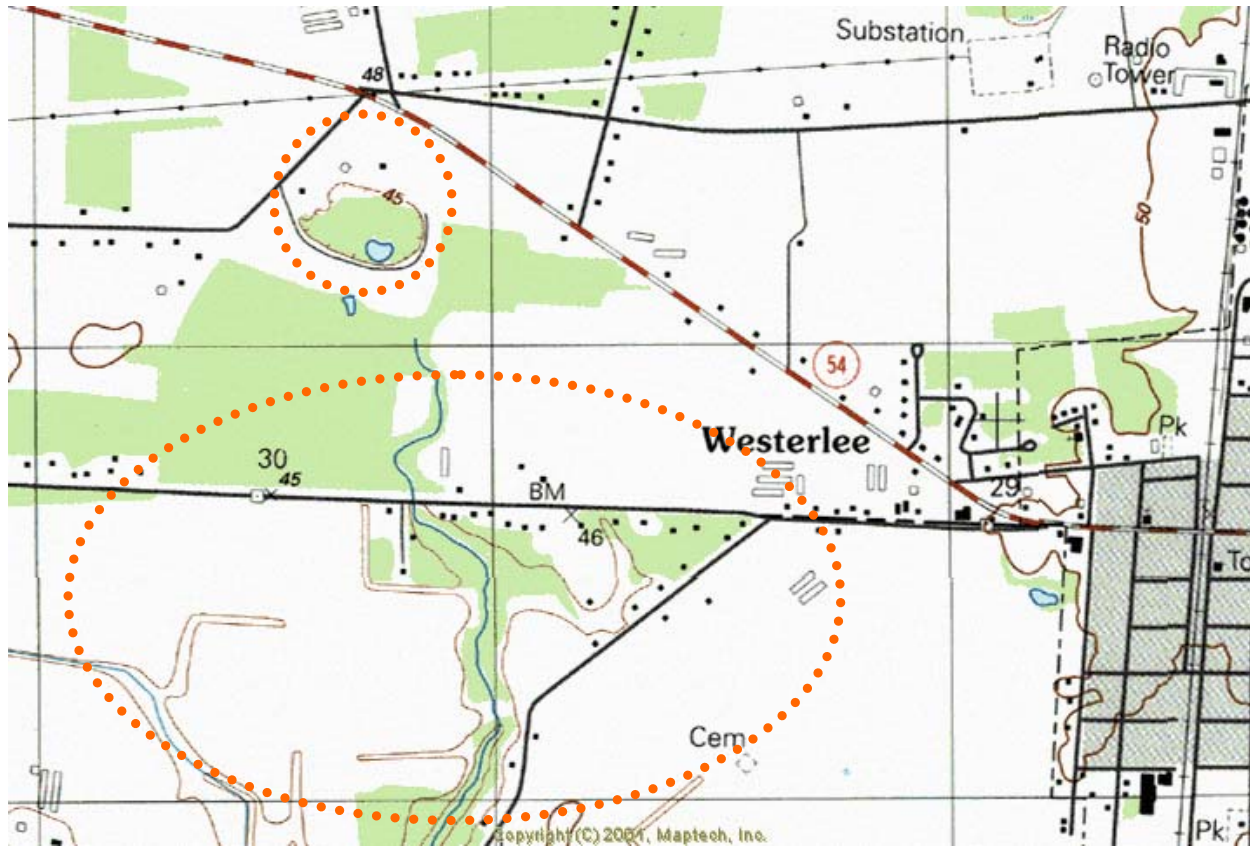 Substation
Radio
Tower
48
45
50
54
Westerlee
Pk
30
45
BM
29
46
To
Cem
Copyright (C) 2001, Maptech, Inc.
Pk